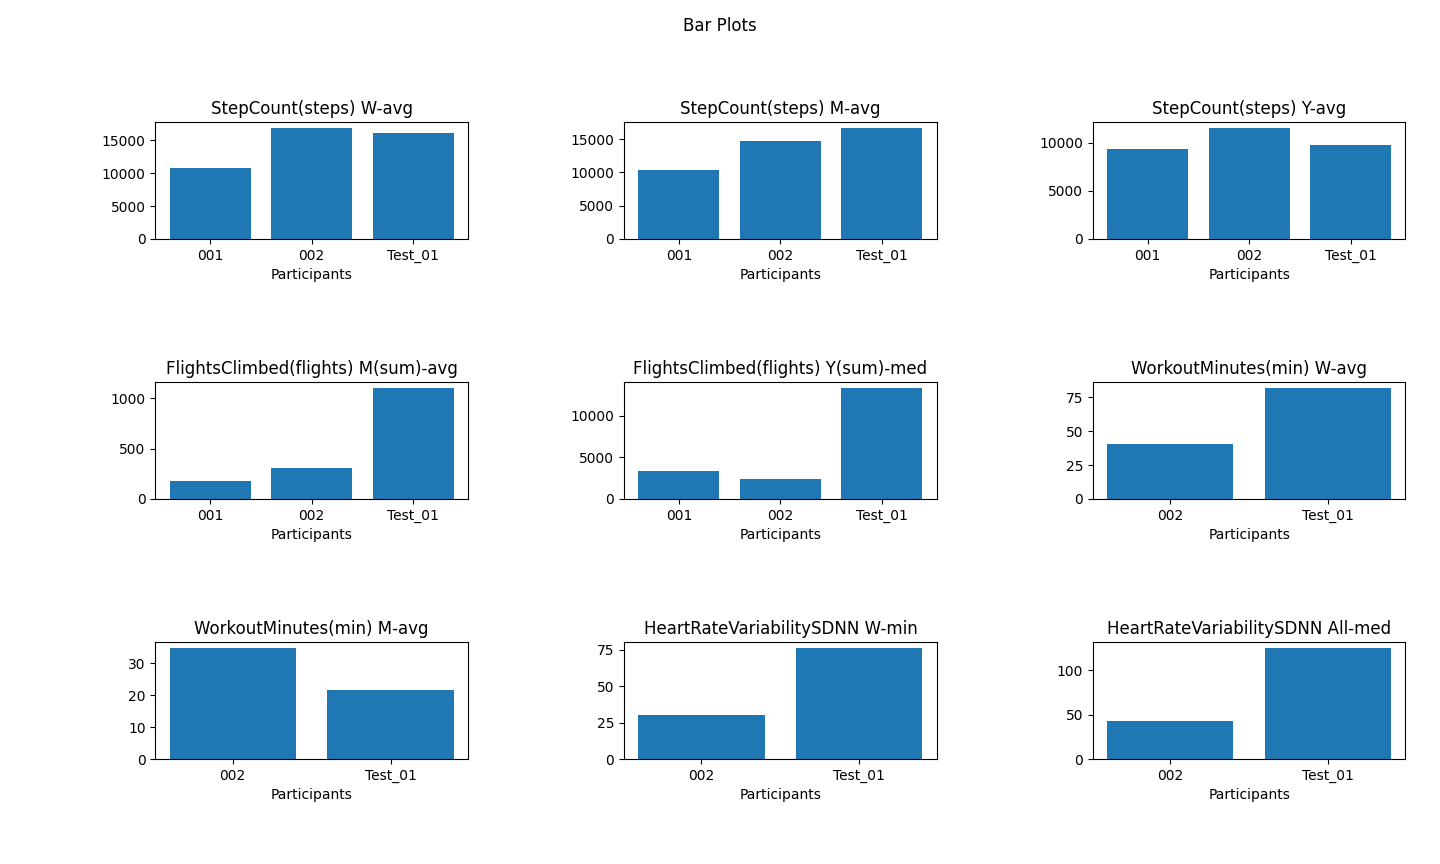 Bar Plots
StepCount(steps) W-avg
15000
10000
5000
0
001 002 Test_01
Participants
StepCount(steps) M-avg
15000
10000
5000
0
001 002 Test_01
Participants
StepCount(steps) Y-avg
10000
5000
0
001 002 Test_01
Participants
FlightsClimbed(flights) M(sum)-avg
1000
500
0
001 002 Test_01
Participants
FlightsClimbed(flights) Y(sum)-med
10000
5000
0
001 002 Test_01
Participants
WorkoutMinutes(min) W-avg
75
50
25
0
002 Test_01
Participants
WorkoutMinutes(min) M-avg
30
20
10
0
002 Test_01
Participants
HeartRateVariabilitySDNN W-min
75
50
25
0
002 Test_01
Participants
HeartRateVariabilitySDNN All-med
100
50
0
002 Test_01
Participants